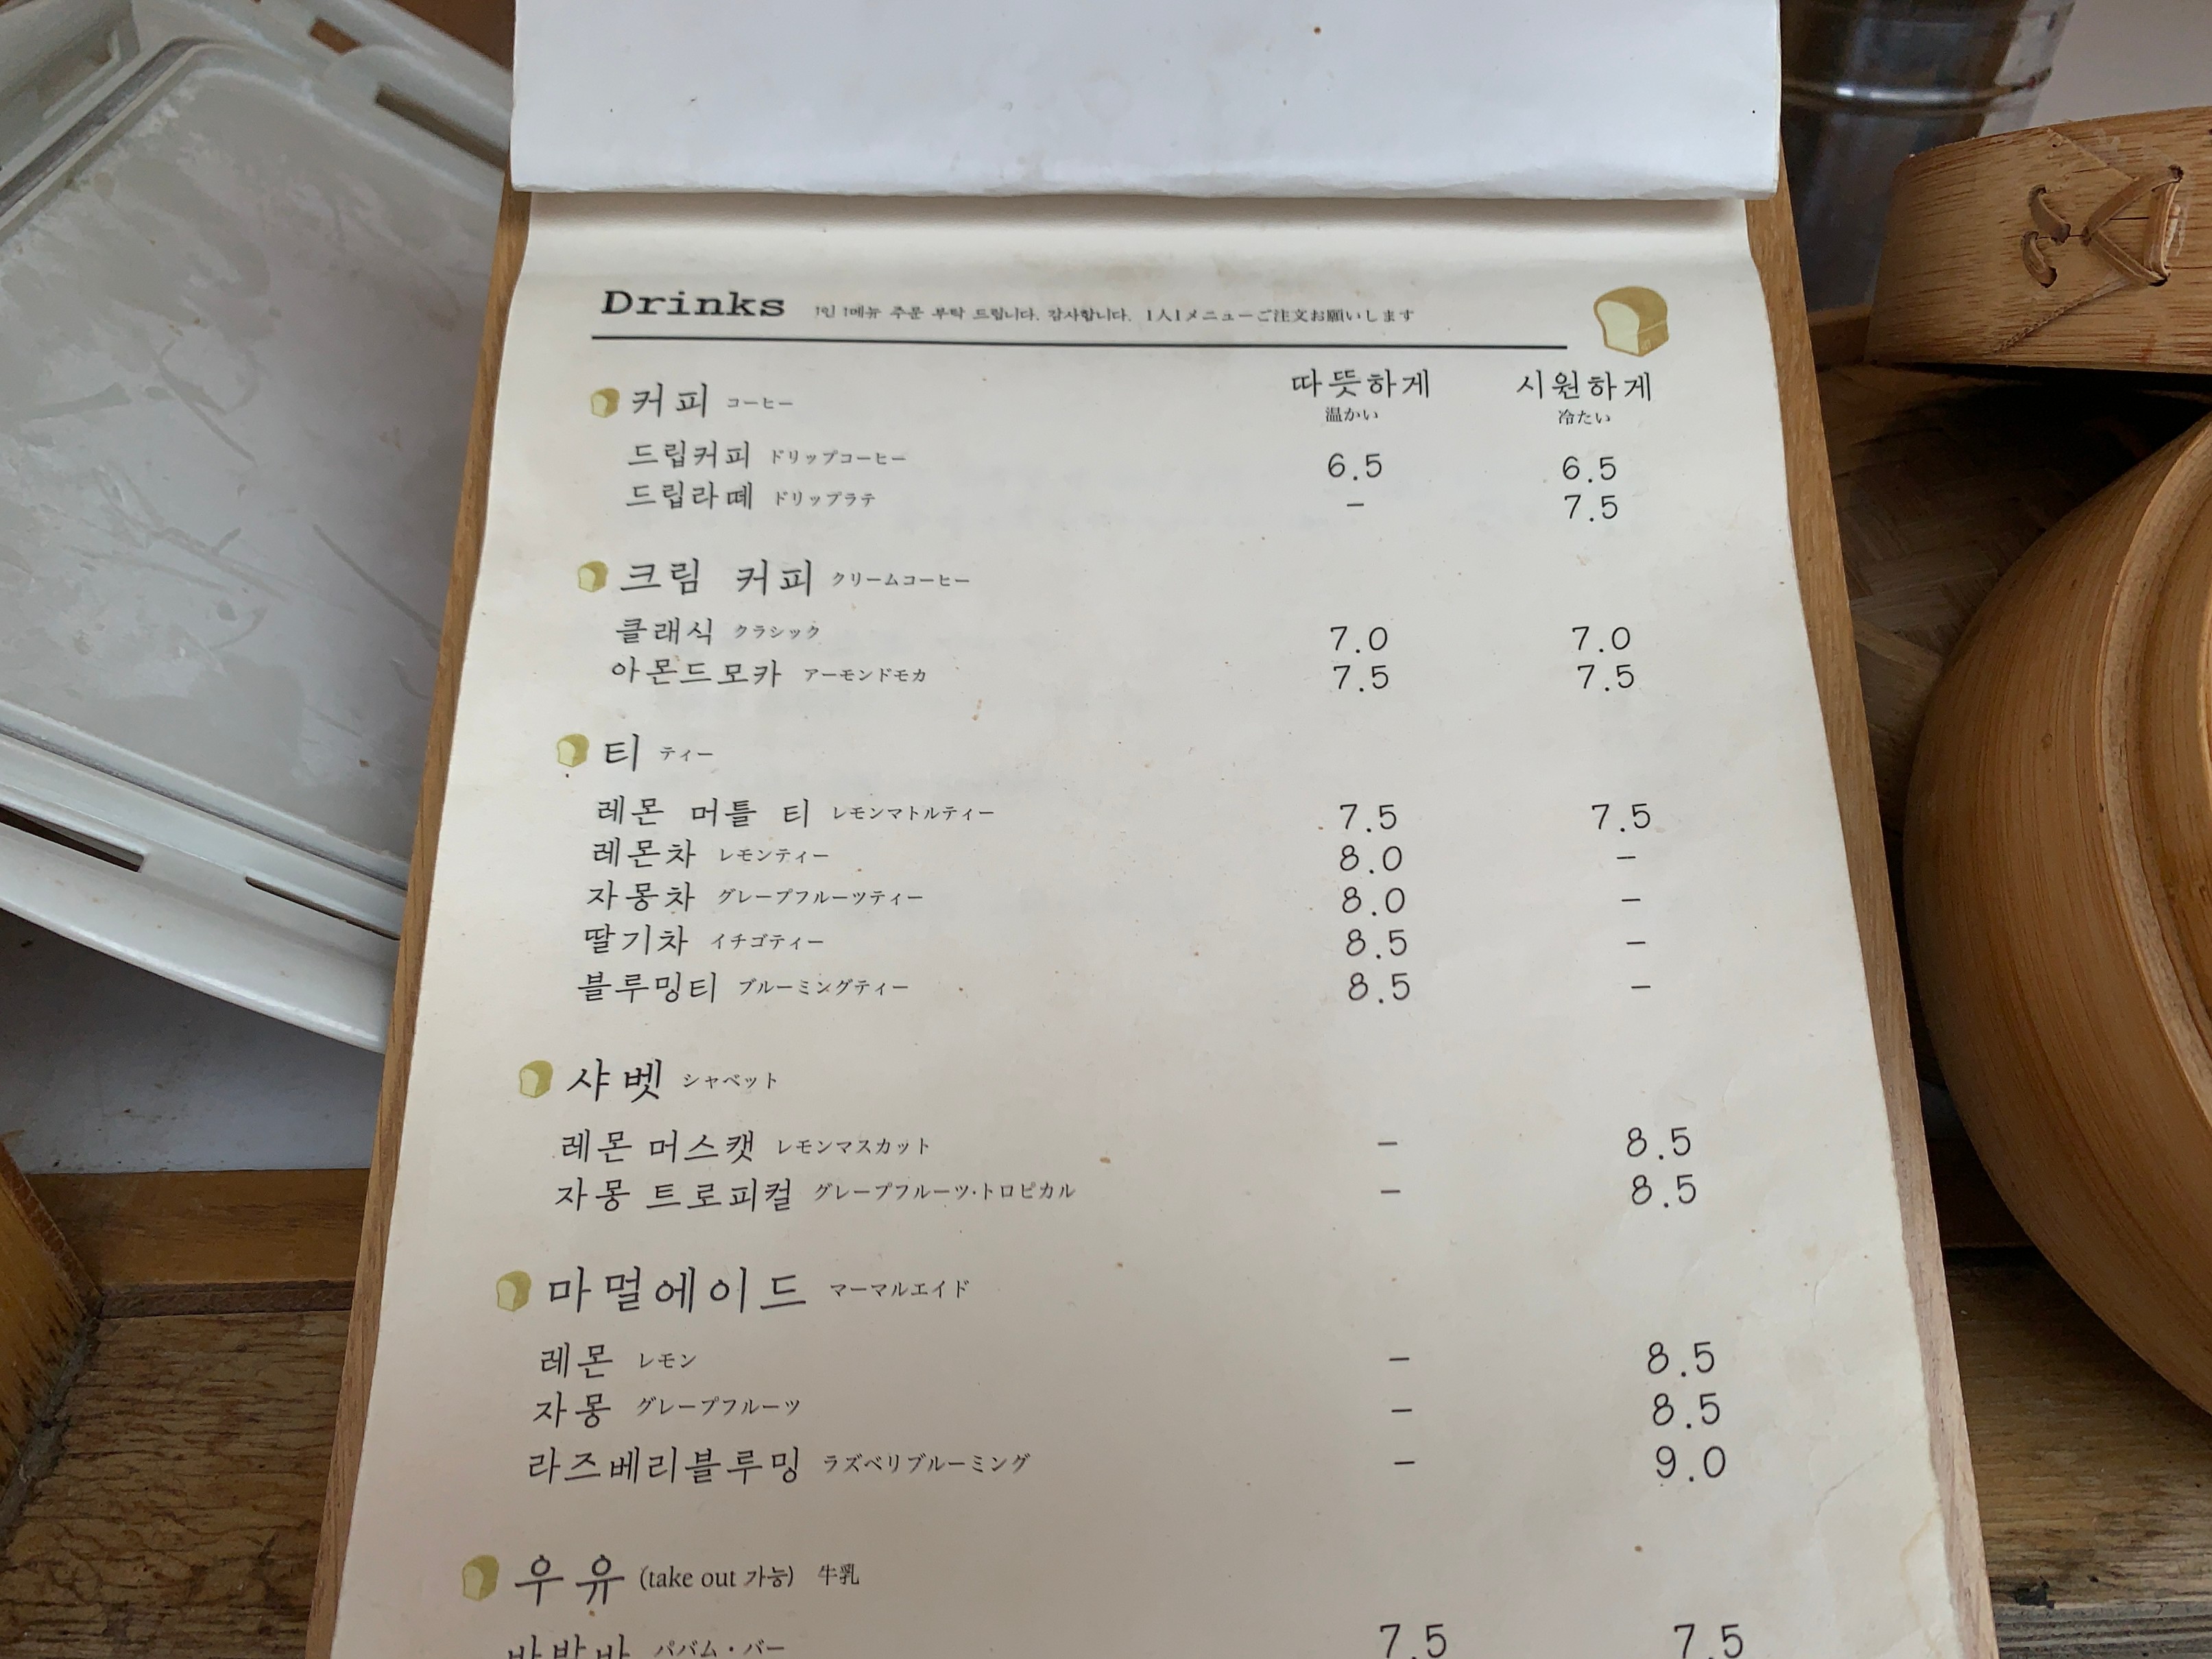 Drinks 1인 1메뉴 주문 부탁 드립니다. 감사합니다. 1人1メニューご注文お願いします
따뜻하게 시원하게
커피 コーヒー 温かい 冷たい
드립커피 ドリップコーヒー 6.5 6.5
드립라떼 ドリップラテ – 7.5
크림 커피 クリームコーヒー
클래식 クラシック 7.0 7.0
아몬드모카 アーモンドモカ 7.5 7.5
티 ティー
레몬 머틀 티 レモンマトルティー 7.5 7.5
레몬차 レモンティー 8.0 –
자몽차 グレープフルーツティー 8.0 –
딸기차 イチゴティー 8.5 –
블루밍티 ブルーミングティー 8.5 –
샤벳 シャベット
레몬 머스캣 レモンマスカット – 8.5
자몽 트로피컬 グレープフルーツ·トロピカル – 8.5
마멀에이드 マーマルエイド
레몬 レモン – 8.5
자몽 グレープフルーツ – 8.5
라즈베리블루밍 ラズベリブルーミング – 9.0
우유 (take out 가능) 牛乳
パバム・バー 7.5 7.5